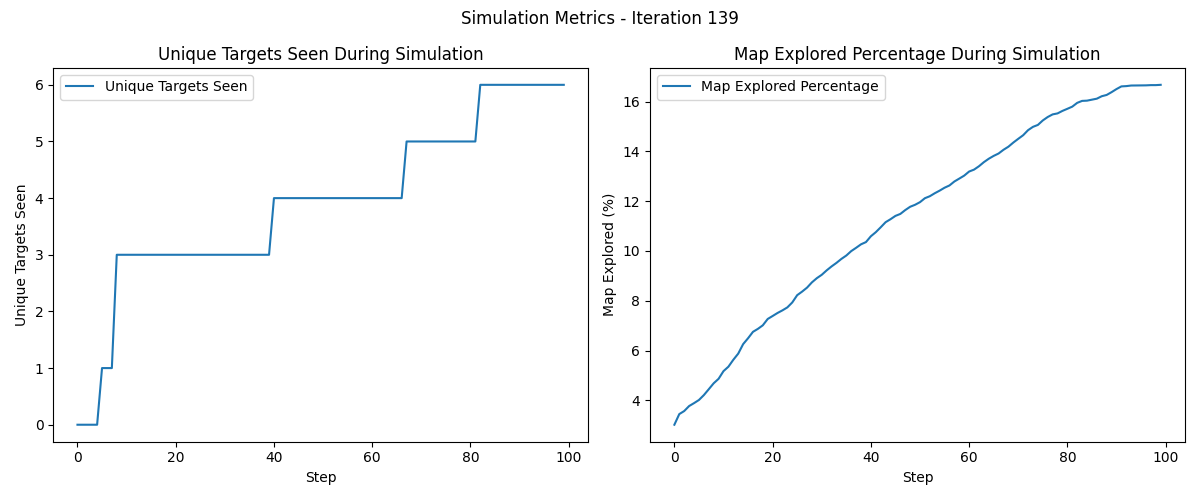 Simulation Metrics - Iteration 139
Unique Targets Seen During Simulation
Unique Targets Seen
Unique Targets Seen
6
5
4
3
2
1
0
0 20 40 60 80 100
Step
Map Explored Percentage During Simulation
Map Explored Percentage
Map Explored (%)
16
14
12
10
8
6
4
0 20 40 60 80 100
Step